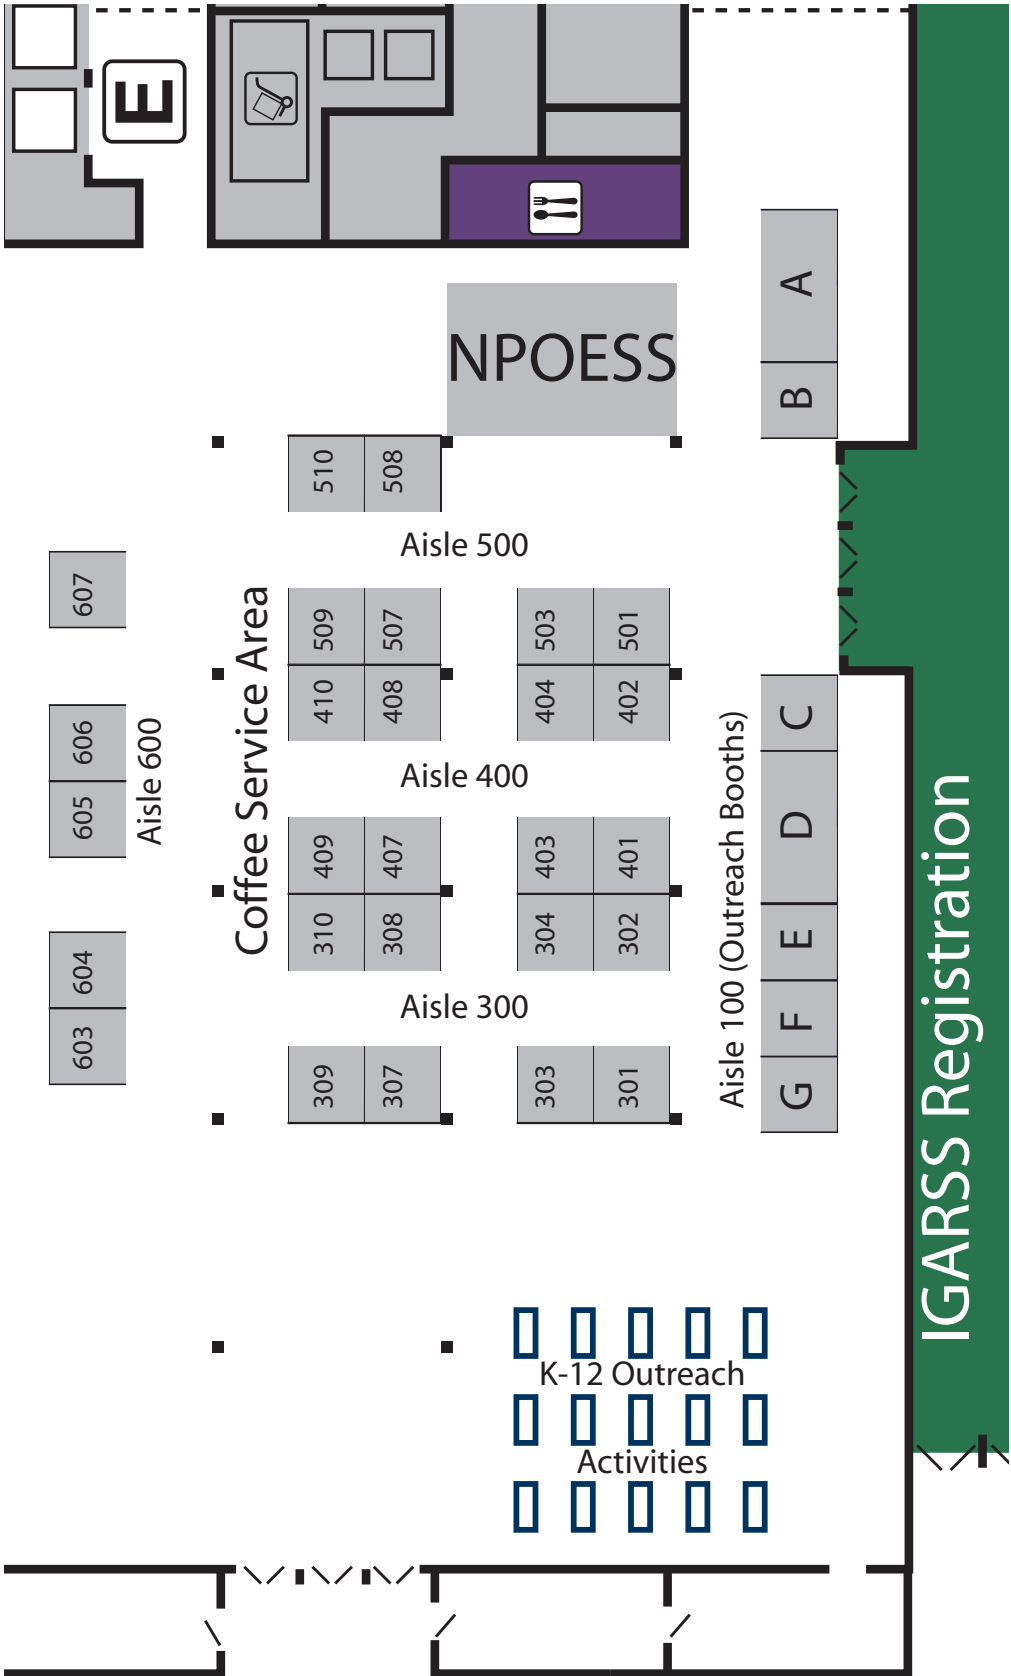 E
A
NPOESS
B
510
508
Aisle 500
607
Coffee Service Area
509
507
503
501
410
408
404
402
606
605
Aisle 600
Aisle 400
Aisle 100 (Outreach Booths)
C
D
409
407
403
401
310
308
304
302
E
604
603
Aisle 300
F
309
307
303
301
G
IGARSS Registration
K-12 Outreach
Activities